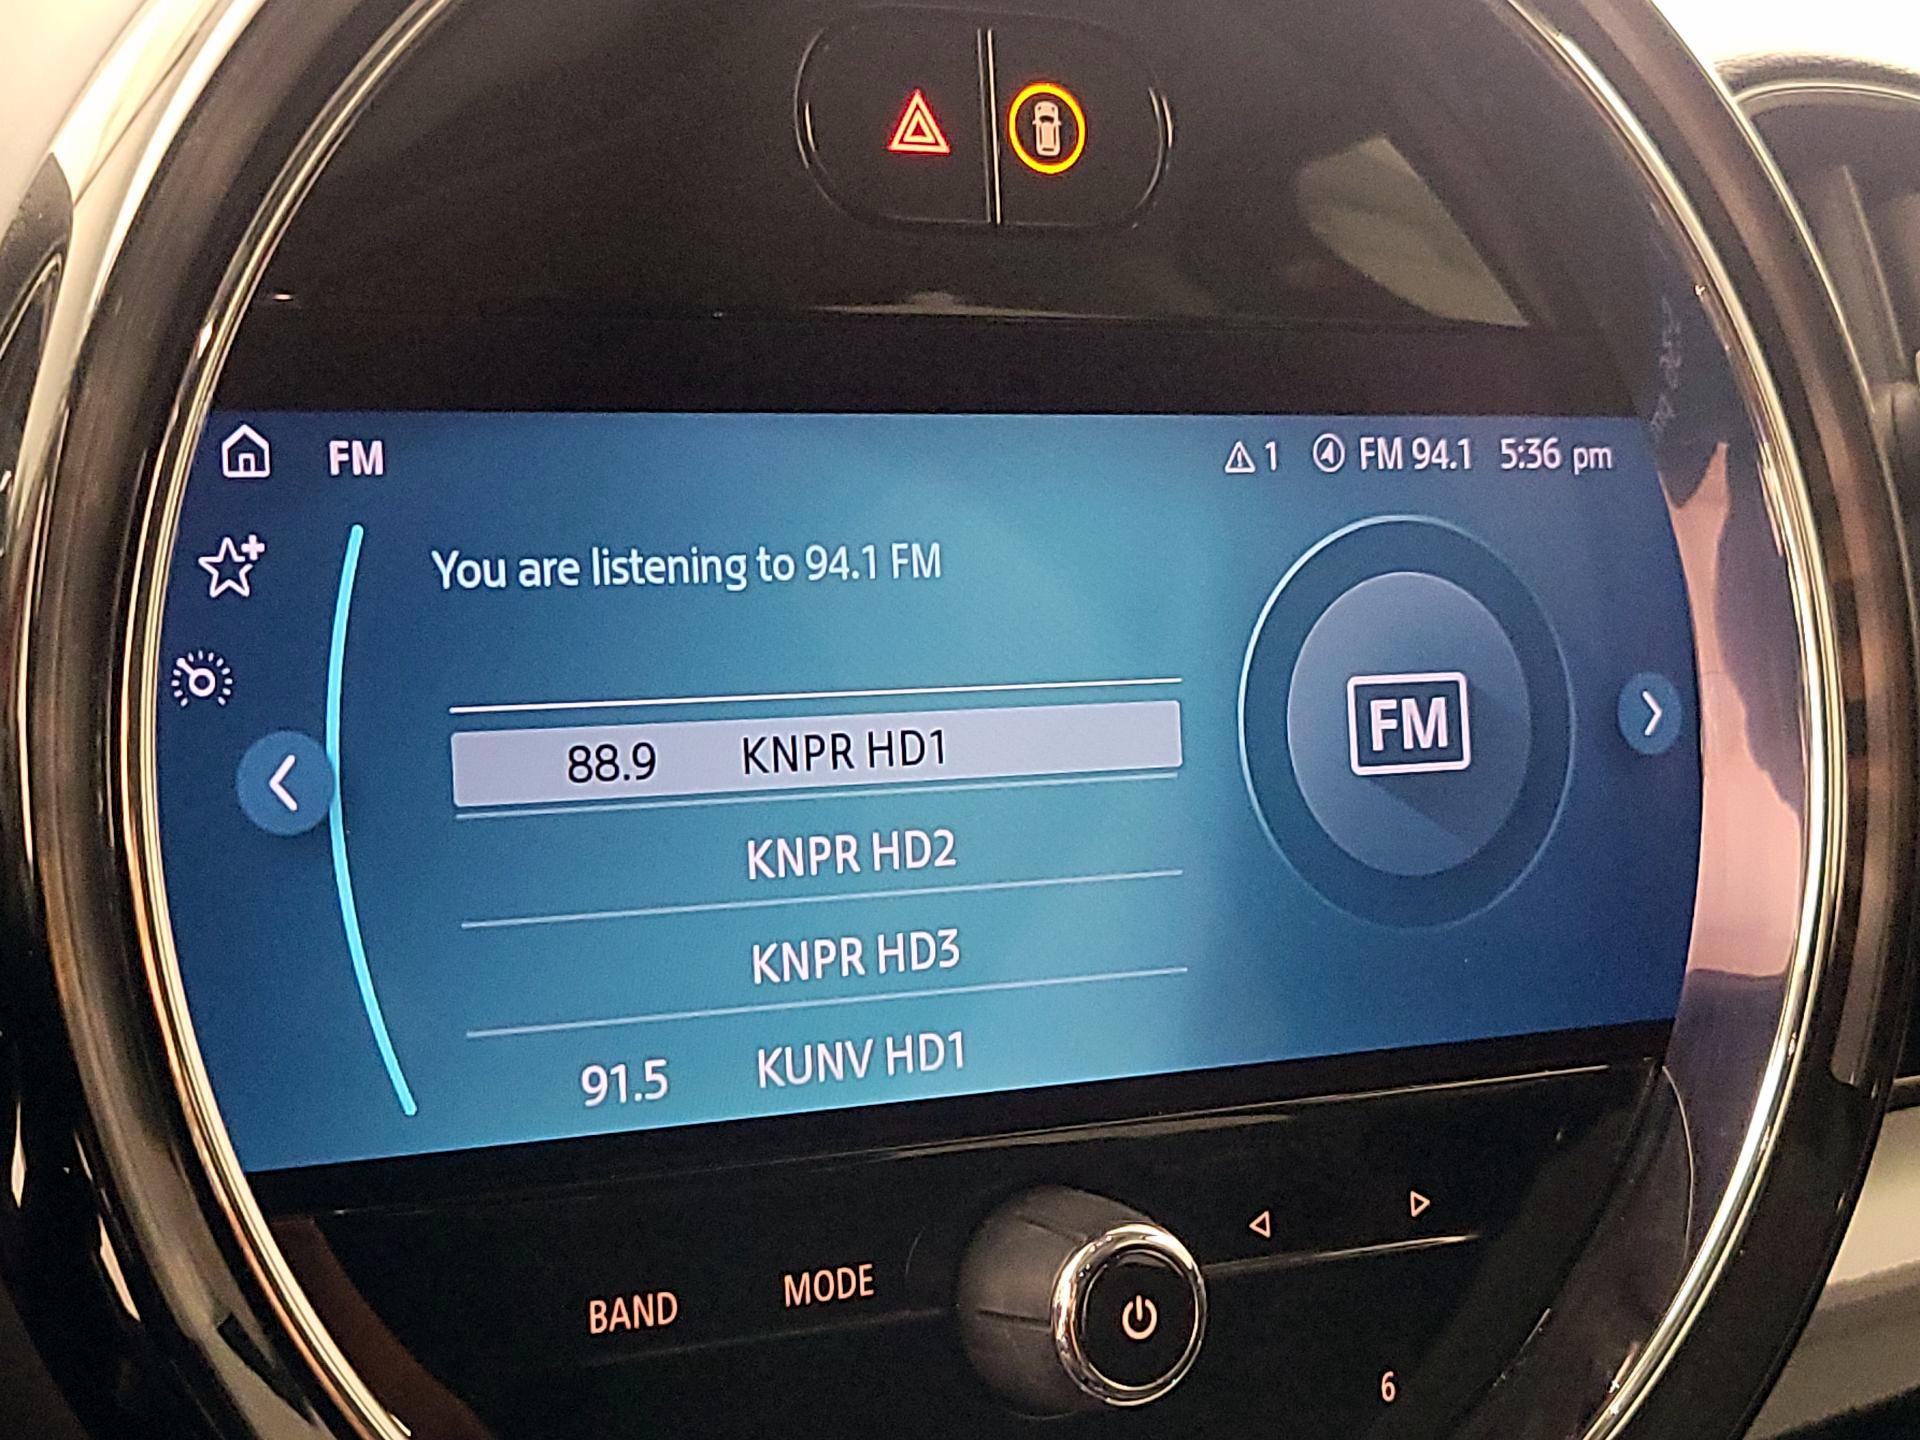 FM
1 FM 94.1 5:36 pm
You are listening to 94.1 FM
88.9 KNPR HD1
KNPR HD2
KNPR HD3
91.5 KUNV HD1
FM
BAND MODE
6